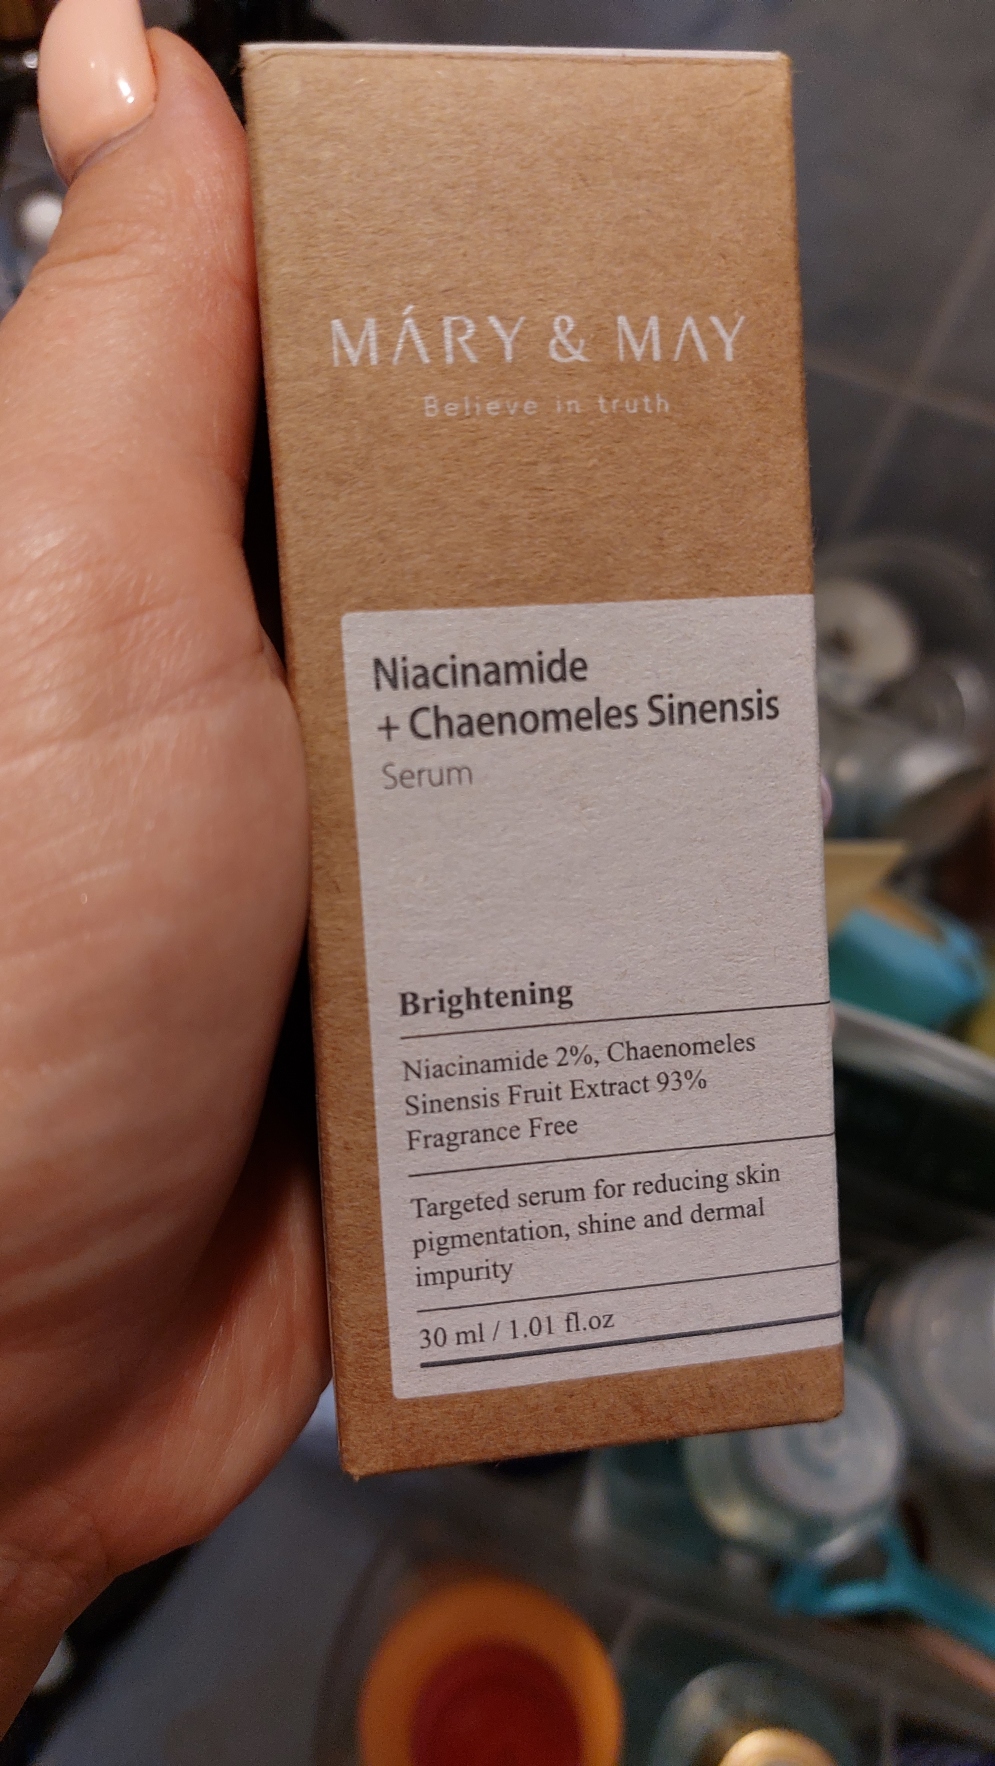 MÁRY & MAY
Believe in truth
Niacinamide
+ Chaenomeles Sinensis
Serum
Brightening
Niacinamide 2%, Chaenomeles
Sinensis Fruit Extract 93%
Fragrance Free
Targeted serum for reducing skin
pigmentation, shine and dermal
impurity
30 ml / 1.01 fl.oz